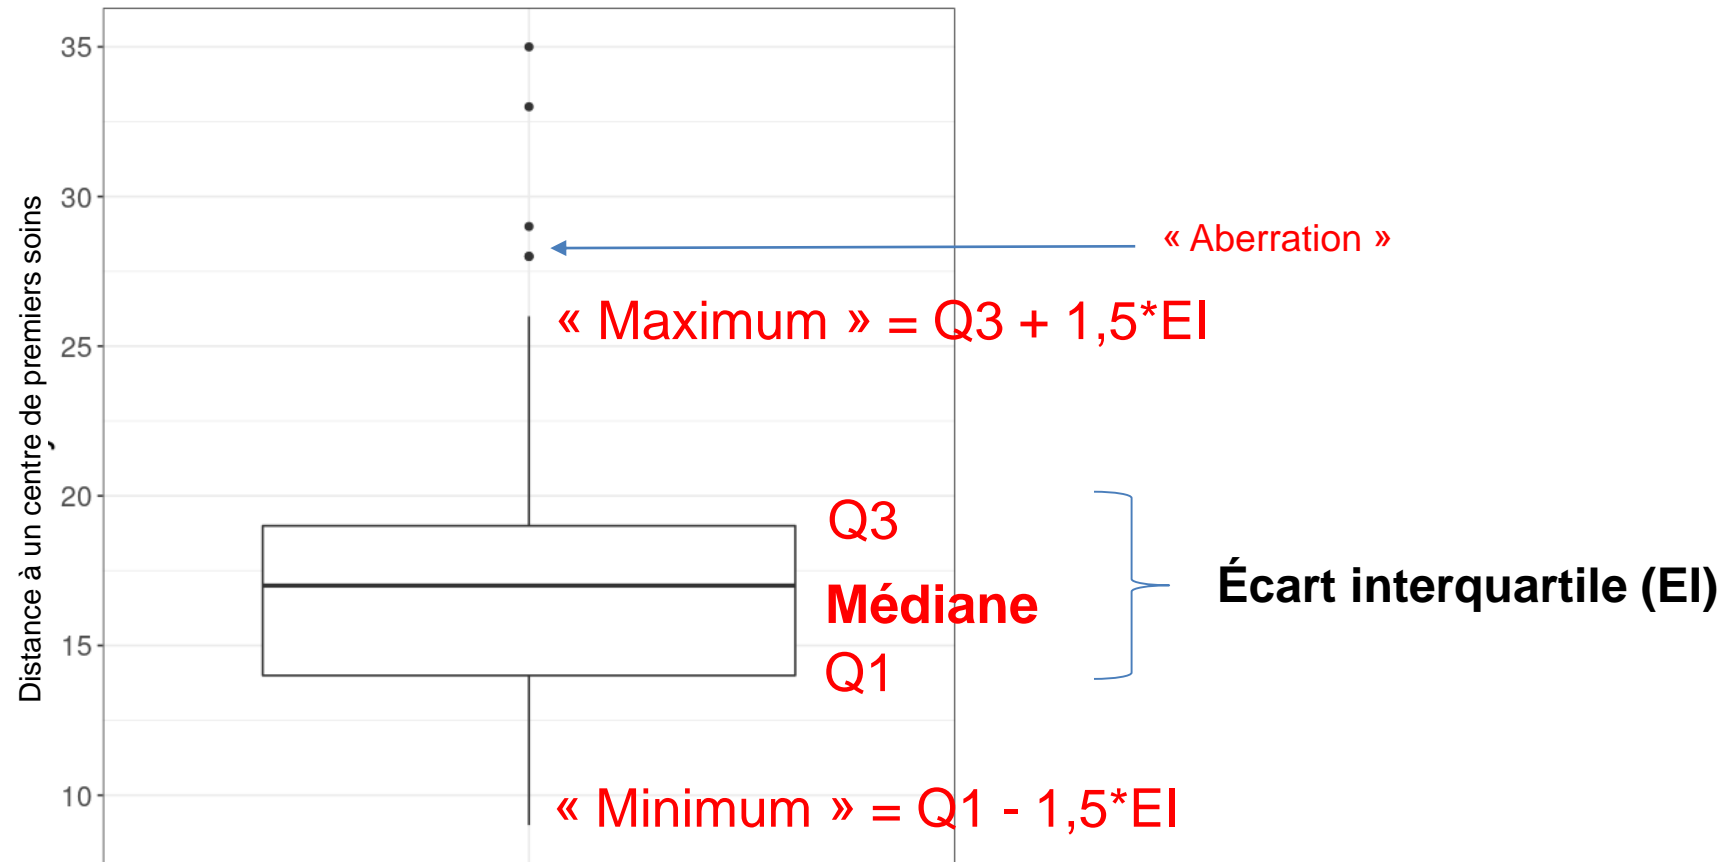 35
30
« Aberration »
« Maximum » = Q3 + 1,5*EI
25
20
Q3
Écart interquartile (EI)
Médiane
15
Q1
10
« Minimum » = Q1 - 1,5*EI
Distance à un centre de premiers soins